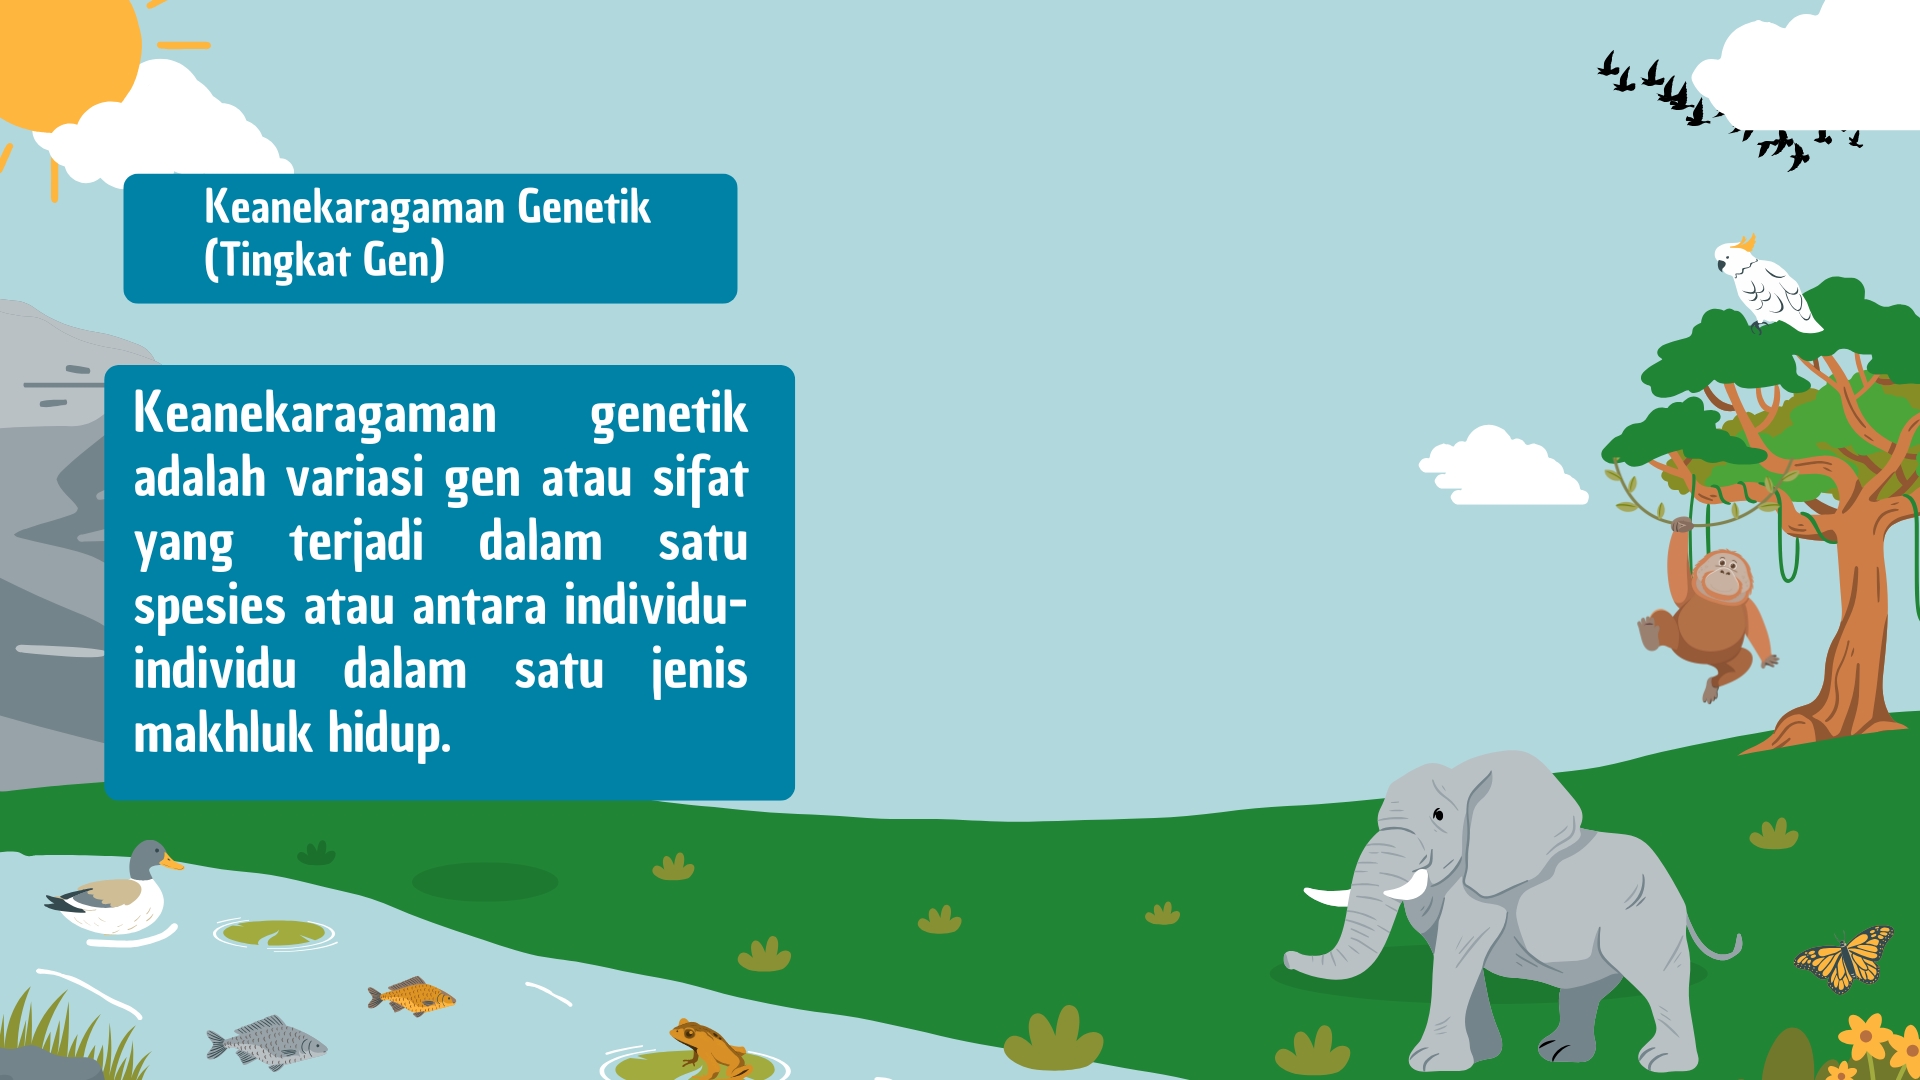 Keanekaragaman Genetik
(Tingkat Gen)
Keanekaragaman genetik
adalah variasi gen atau sifat
yang terjadi dalam satu
spesies atau antara individu-
individu dalam satu jenis
makhluk hidup.